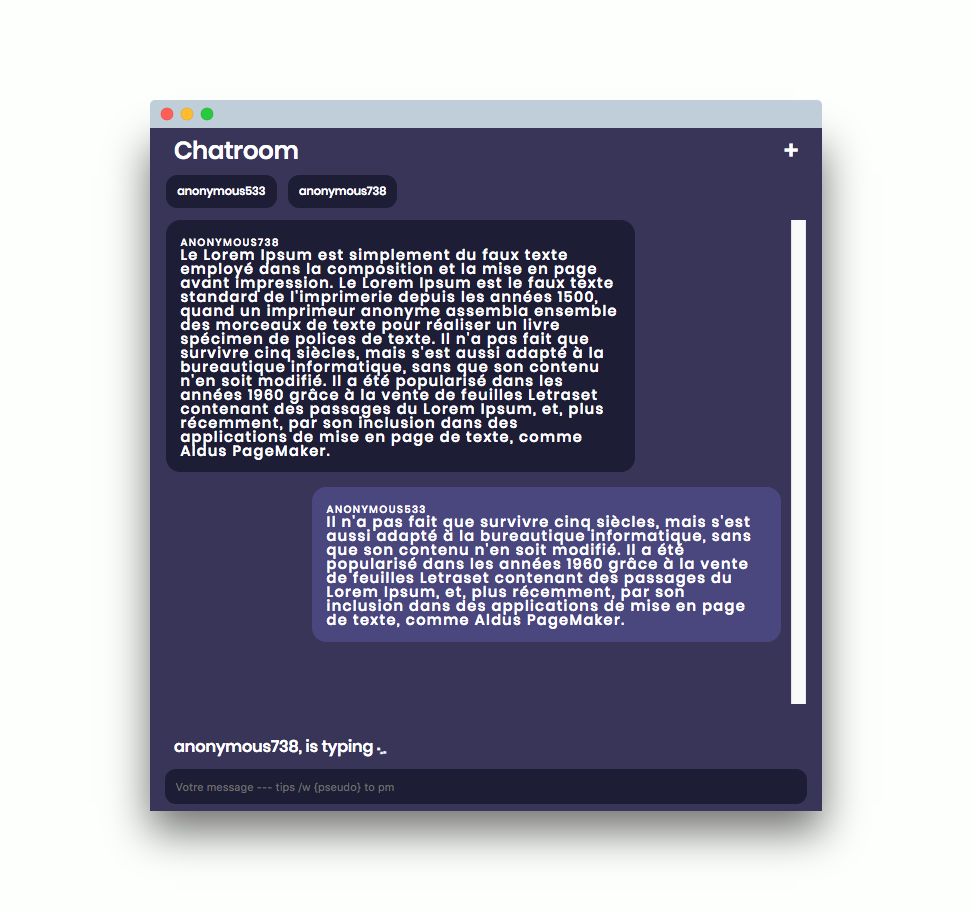 Chatroom
+
anonymous533 anonymous738
ANONYMOUS738
Le Lorem Ipsum est simplement du faux texte
employé dans la composition et la mise en page
avant impression. Le Lorem Ipsum est le faux texte
standard de l'imprimerie depuis les années 1500,
quand un imprimeur anonyme assembla ensemble
des morceaux de texte pour réaliser un livre
spécimen de polices de texte. Il n'a pas fait que
survivre cinq siècles, mais s'est aussi adapté à la
bureautique informatique, sans que son contenu
n'en soit modifié. Il a été popularisé dans les
années 1960 grâce à la vente de feuilles Letraset
contenant des passages du Lorem Ipsum, et, plus
récemment, par son inclusion dans des
applications de mise en page de texte, comme
Aldus PageMaker.
ANONYMOUS533
Il n'a pas fait que survivre cinq siècles, mais s'est
aussi adapté à la bureautique informatique, sans
que son contenu n'en soit modifié. Il a été
popularisé dans les années 1960 grâce à la vente
de feuilles Letraset contenant des passages du
Lorem Ipsum, et, plus récemment, par son
inclusion dans des applications de mise en page
de texte, comme Aldus PageMaker.
anonymous738, is typing
Votre message --- tips /w {pseudo} to pm